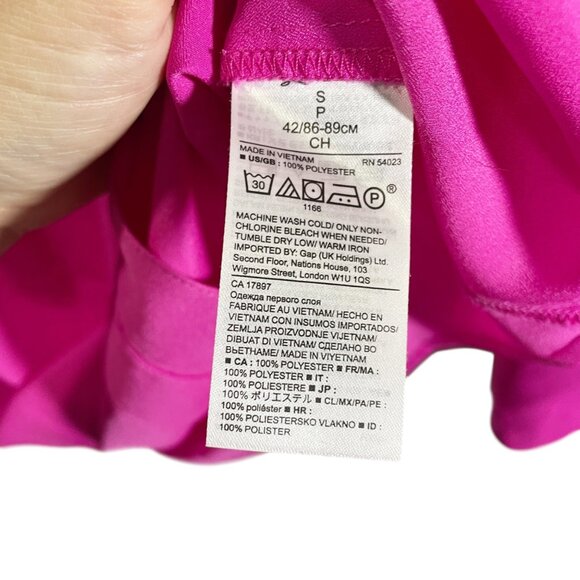 S
P
42/86-89CM
CH
MADE IN VIETNAM RN 54023
■ US/GB : 100% POLYESTER
30 P ®
1166
MACHINE WASH COLD/ ONLY NON-
CHLORINE BLEACH WHEN NEEDED/
TUMBLE DRY LOW/ WARM IRON
IMPORTED BY: Gap (UK Holdings) Ltd.
Second Floor, Nations House, 103
Wigmore Street, London W1U 1QS
CA 17897
Одежда первого слоя
FABRIQUE AU VIETNAM/ HECHO EN
VIETNAM CON INSUMOS IMPORTADOS/
ZEMLJA PROIZVODNJE VIJETNAM/
DIBUAT DI VIETNAM/ СДЕЛАНО ВО
ВЬЕТНАМЕ/ MADE IN VIYETNAM
■ CA : 100% POLYESTER ■ FR/MA :
100% POLYESTER ■ IT :
100% POLIESTERE ■ JP :
100% ポリエステル ■ CL/MX/PA/PE :
100% poliéster ■ HR :
100% POLIESTERSKO VLAKNO ■ ID :
100% POLIESTER